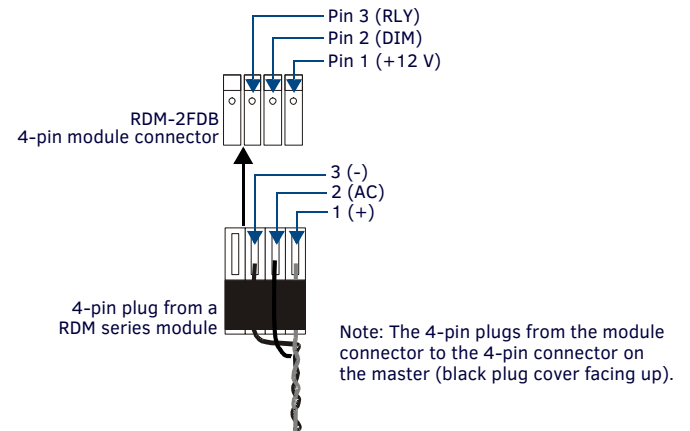 Pin 3 (RLY)
Pin 2 (DIM)
Pin 1 (+12 V)
RDM-2FDB
4-pin module connector
3 (-)
2 (AC)
1 (+)
4-pin plug from a
RDM series module
Note: The 4-pin plugs from the module
connector to the 4-pin connector on
the master (black plug cover facing up).